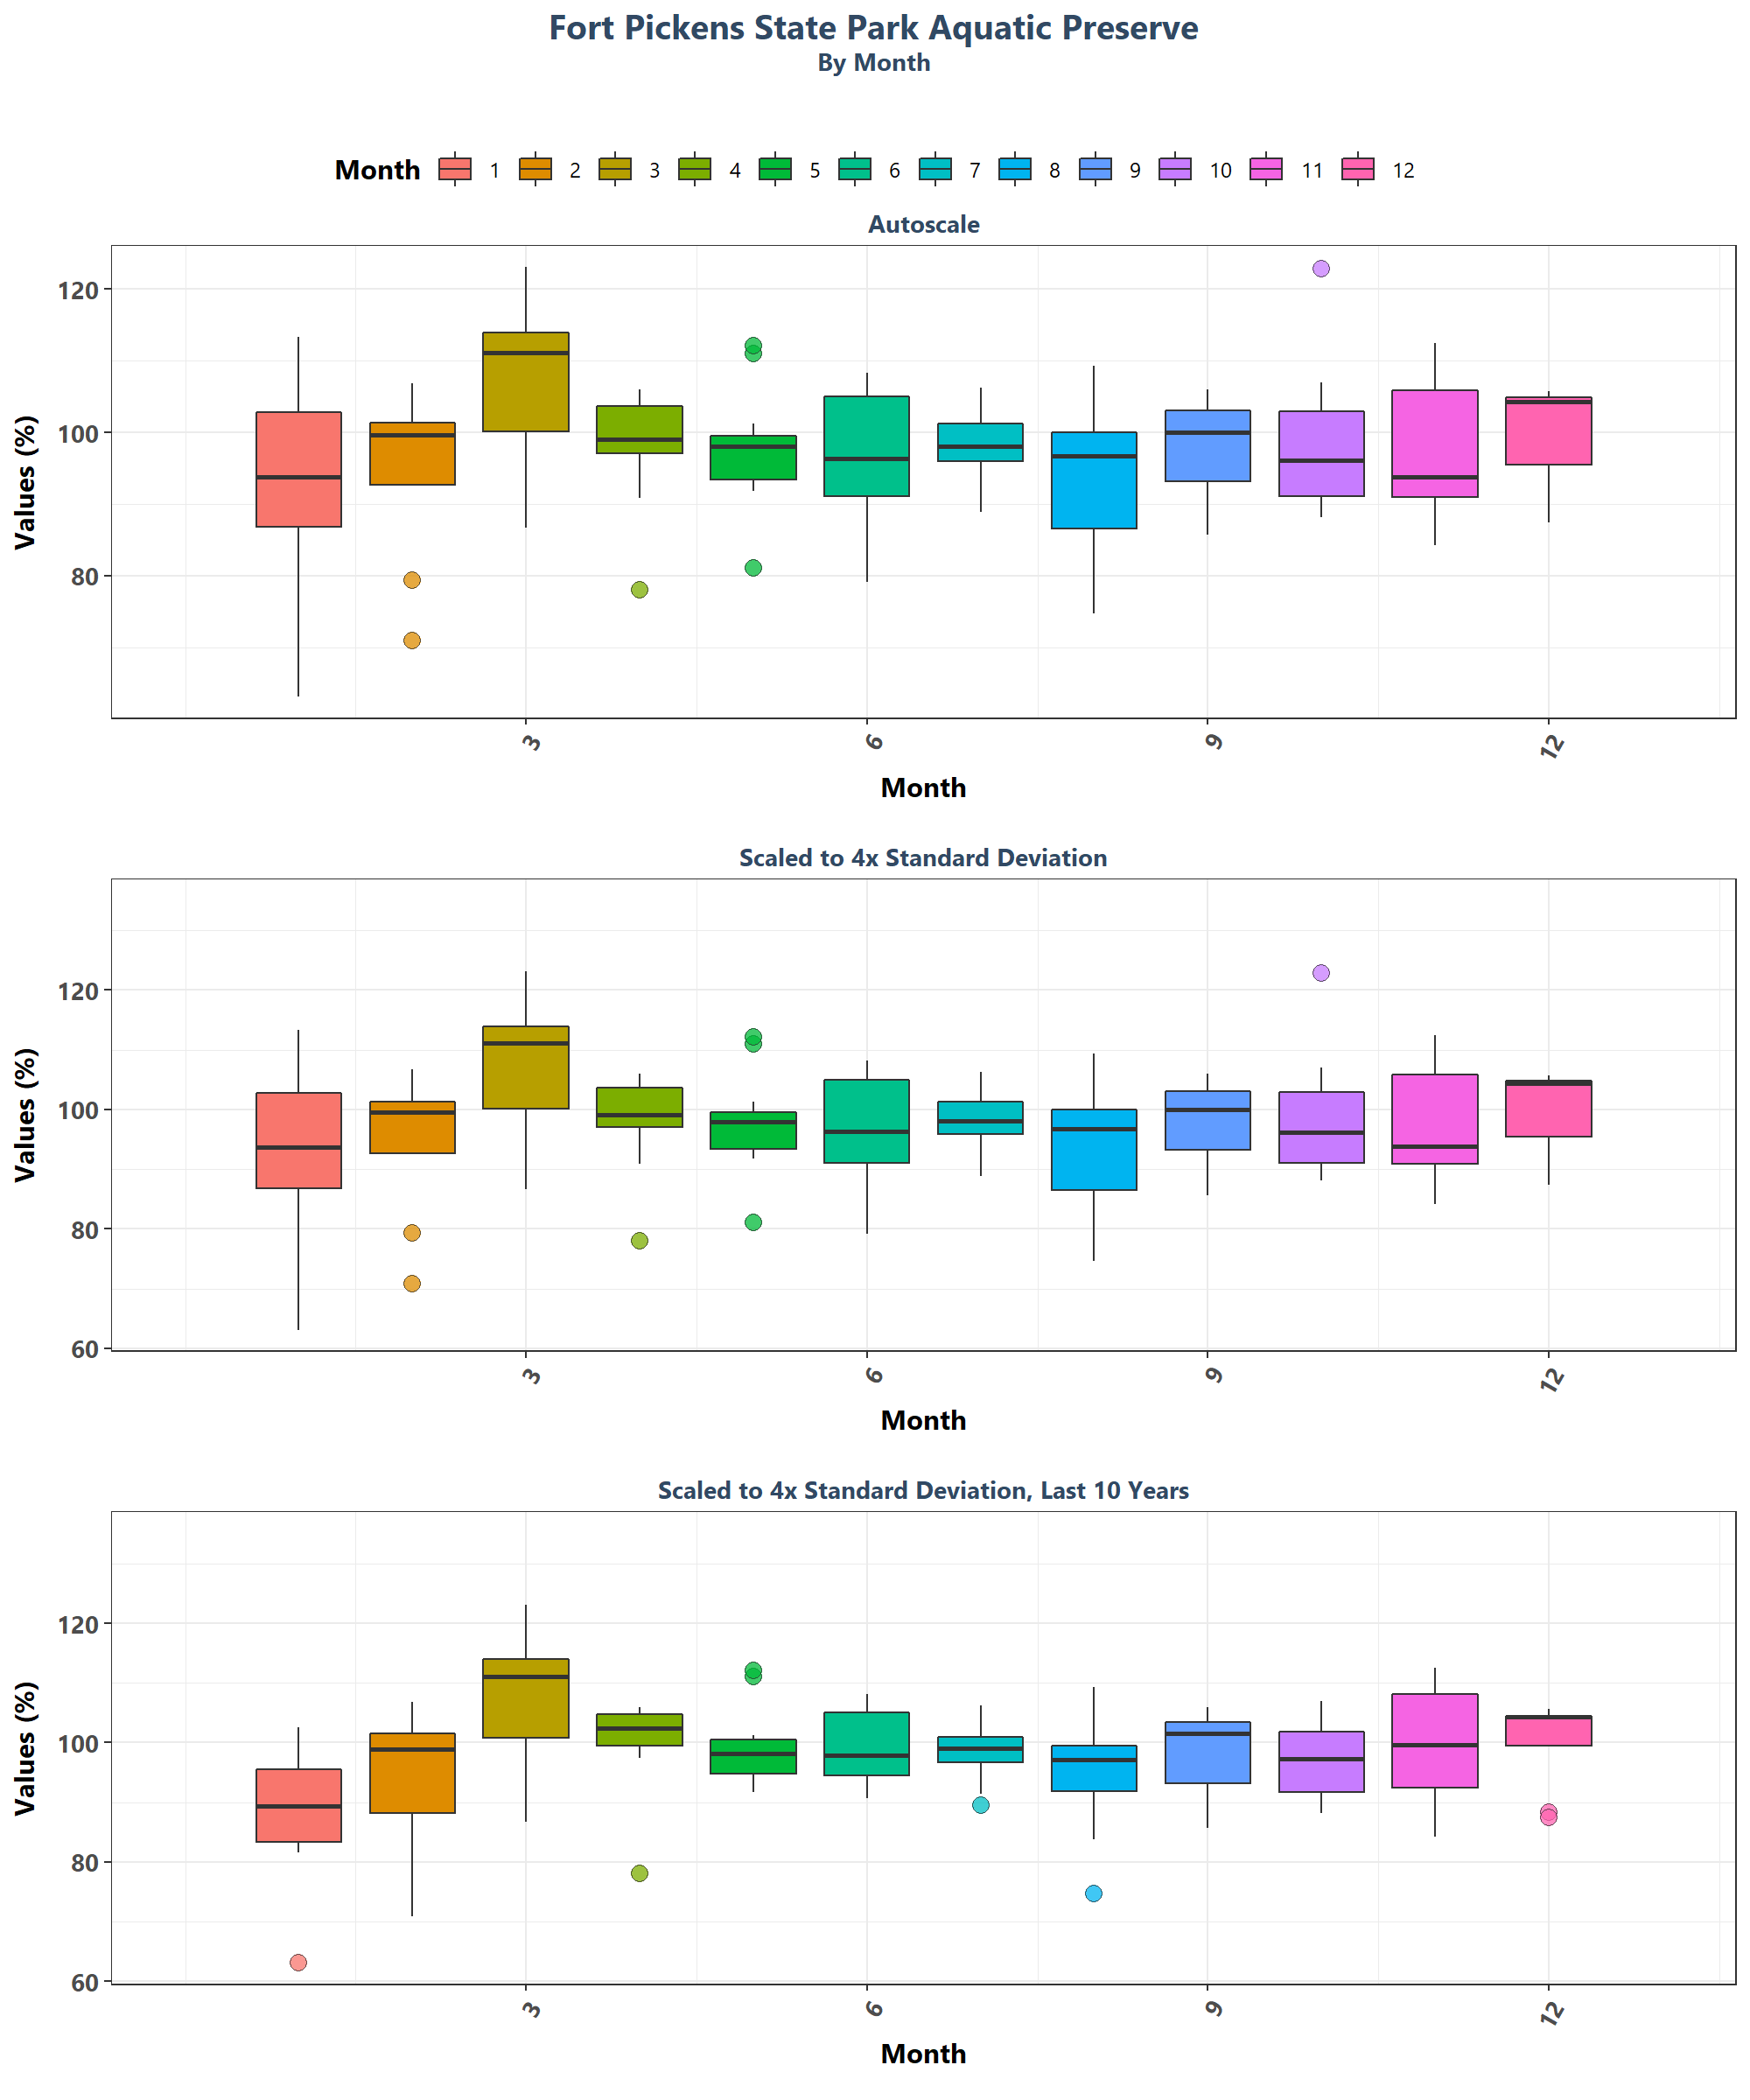 Fort Pickens State Park Aquatic Preserve
By Month
Month 1 2 3 4 5 6 7 8 9 10 11 12
Autoscale
Values (%)
120
100
80
3 6 9 12
Month
Scaled to 4x Standard Deviation
Values (%)
120
100
80
60
3 6 9 12
Month
Scaled to 4x Standard Deviation, Last 10 Years
Values (%)
120
100
80
60
3 6 9 12
Month